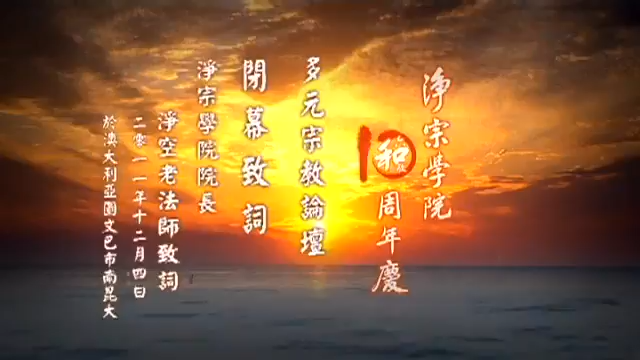 淨宗學院
10和周年慶
多元宗教論壇
閉幕致詞
淨宗學院院長
淨空老法師致詞
二零一一年十二月四日
於澳大利亞圖文巴市南昆大